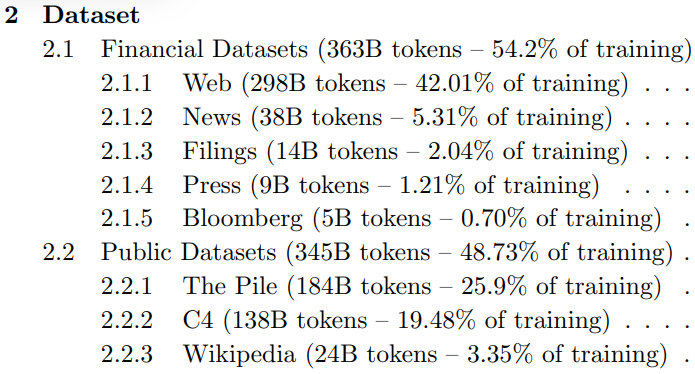 2 Dataset
2.1 Financial Datasets (363B tokens – 54.2% of training)
2.1.1 Web (298B tokens – 42.01% of training) . . .
2.1.2 News (38B tokens – 5.31% of training) . . . .
2.1.3 Filings (14B tokens – 2.04% of training) . . .
2.1.4 Press (9B tokens – 1.21% of training) . . . .
2.1.5 Bloomberg (5B tokens – 0.70% of training) .
2.2 Public Datasets (345B tokens – 48.73% of training) .
2.2.1 The Pile (184B tokens – 25.9% of training) .
2.2.2 C4 (138B tokens – 19.48% of training) . . . .
2.2.3 Wikipedia (24B tokens – 3.35% of training) .